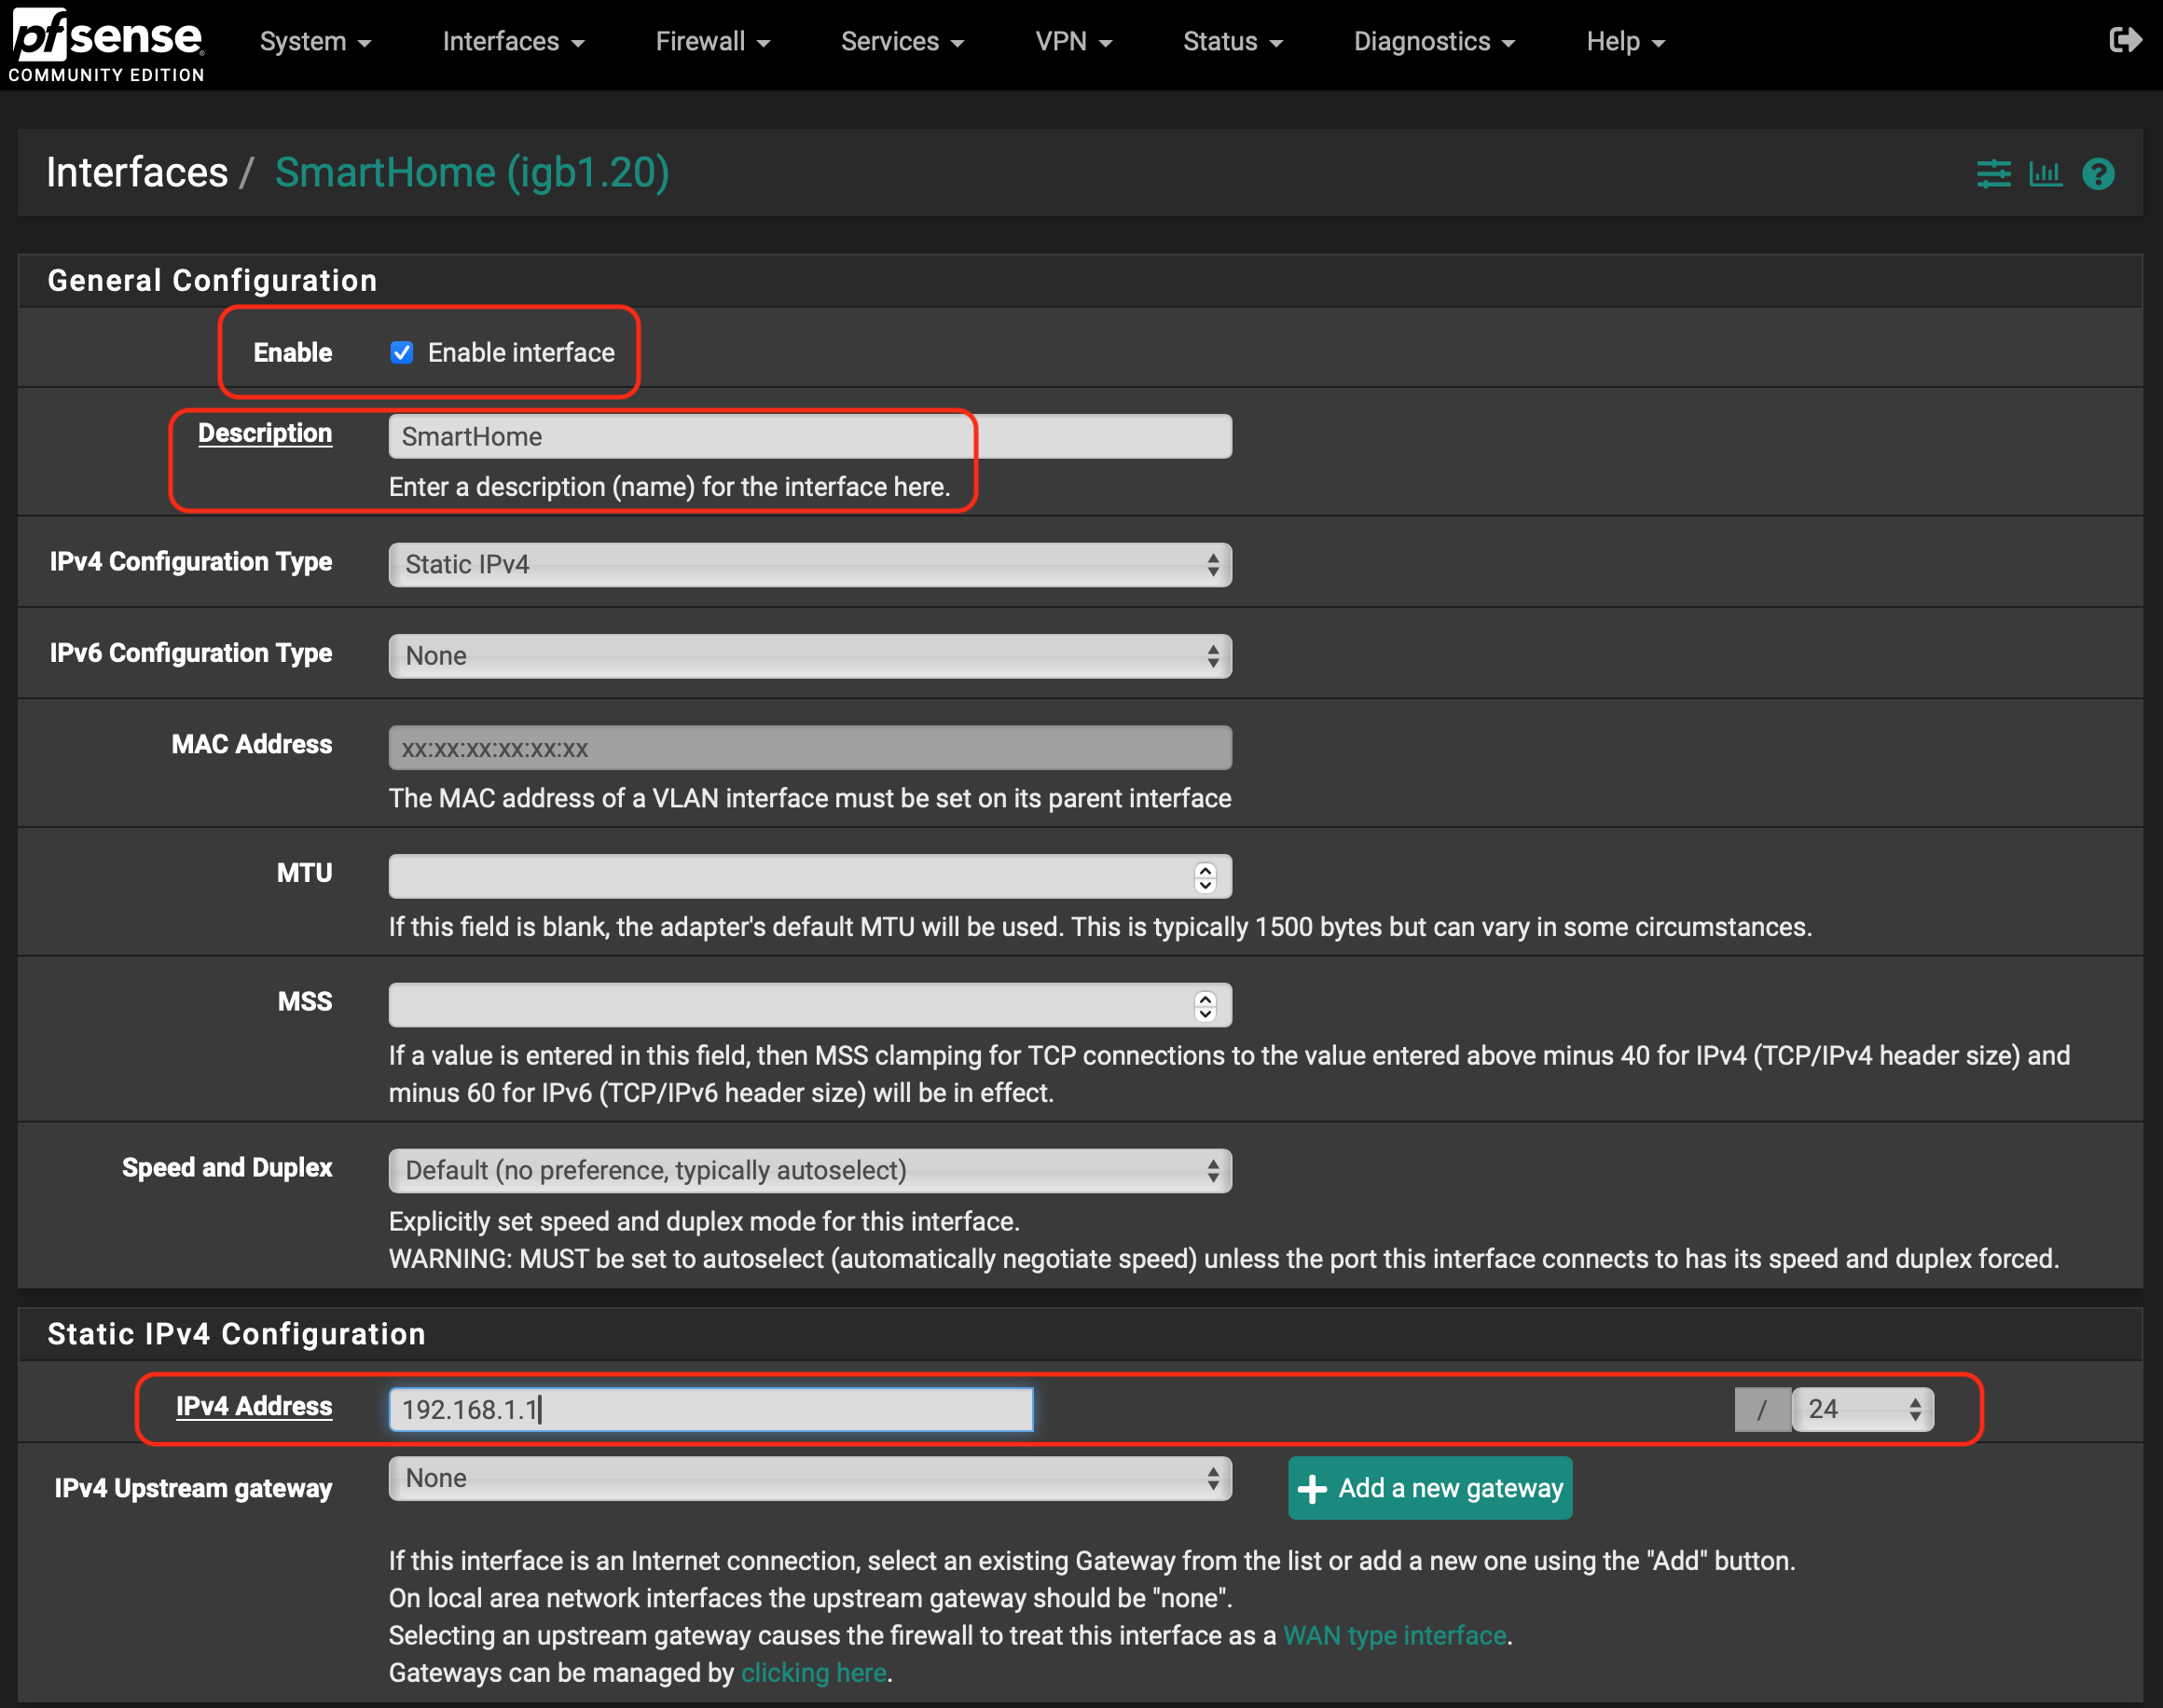 pfsense
COMMUNITY EDITION
System
Interfaces
Firewall
Services
VPN
Status
Diagnostics
Help
Interfaces / SmartHome (igb1.20)
General Configuration
Enable
Enable interface
Description
SmartHome
Enter a description (name) for the interface here.
IPv4 Configuration Type
Static IPv4
IPv6 Configuration Type
None
MAC Address
xx:xx:xx:xx:xx:xx
The MAC address of a VLAN interface must be set on its parent interface
MTU
If this field is blank, the adapter's default MTU will be used. This is typically 1500 bytes but can vary in some circumstances.
MSS
If a value is entered in this field, then MSS clamping for TCP connections to the value entered above minus 40 for IPv4 (TCP/IPv4 header size) and
minus 60 for IPv6 (TCP/IPv6 header size) will be in effect.
Speed and Duplex
Default (no preference, typically autoselect)
Explicitly set speed and duplex mode for this interface.
WARNING: MUST be set to autoselect (automatically negotiate speed) unless the port this interface connects to has its speed and duplex forced.
Static IPv4 Configuration
IPv4 Address
192.168.1.1
/ 24
IPv4 Upstream gateway
None
Add a new gateway
If this interface is an Internet connection, select an existing Gateway from the list or add a new one using the "Add" button.
On local area network interfaces the upstream gateway should be "none".
Selecting an upstream gateway causes the firewall to treat this interface as a WAN type interface.
Gateways can be managed by clicking here.